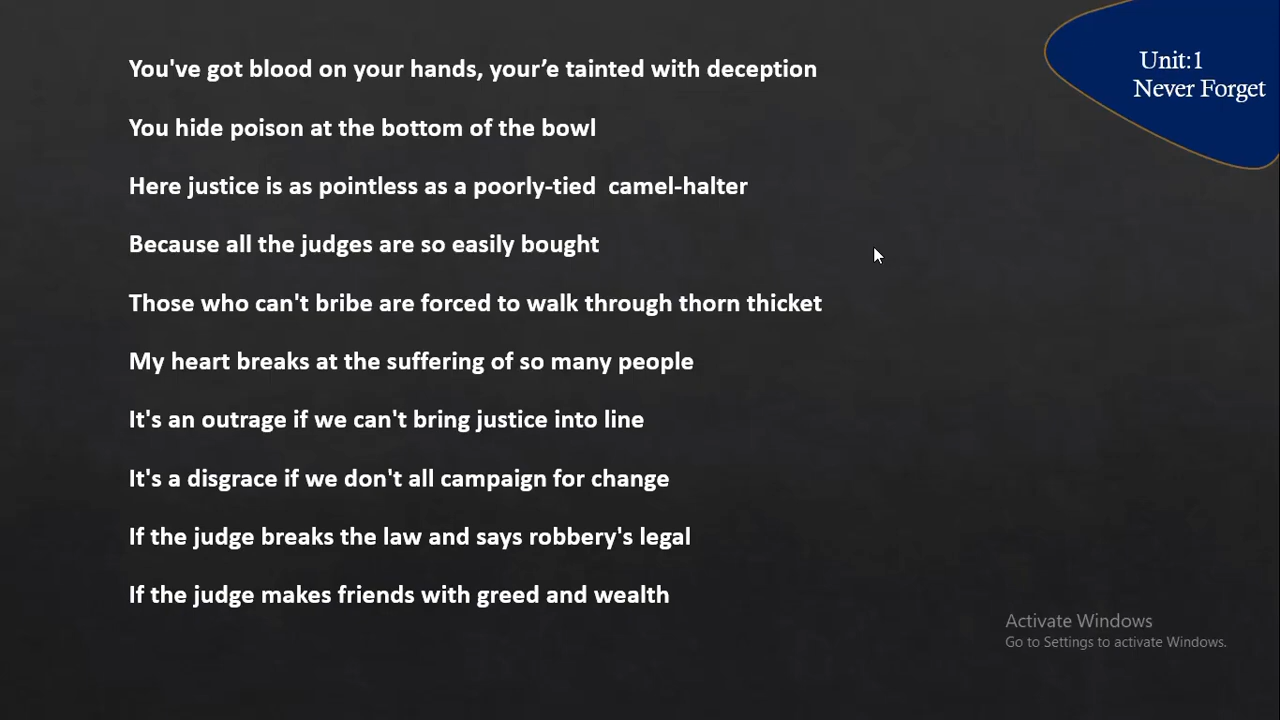 You've got blood on your hands, your’e tainted with deception
You hide poison at the bottom of the bowl
Here justice is as pointless as a poorly-tied  camel-halter
Because all the judges are so easily bought
Those who can't bribe are forced to walk through thorn thicket
My heart breaks at the suffering of so many people
It's an outrage if we can't bring justice into line
It's a disgrace if we don't all campaign for change
If the judge breaks the law and says robbery's legal
If the judge makes friends with greed and wealth
Unit:1
Never Forget
Activate Windows
Go to Settings to activate Windows.